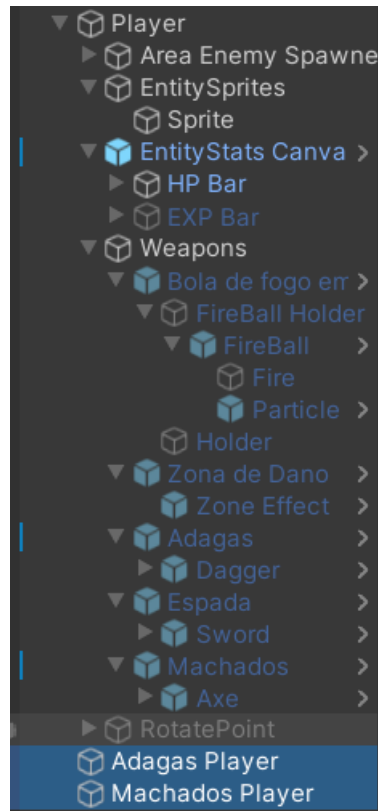 Player
Area Enemy Spawne
EntitySprites
Sprite
EntityStats Canva
HP Bar
EXP Bar
Weapons
Bola de fogo em
FireBall Holder
FireBall
Fire
Particle
Holder
Zona de Dano
Zone Effect
Adagas
Dagger
Espada
Sword
Machados
Axe
RotatePoint
Adagas Player
Machados Player